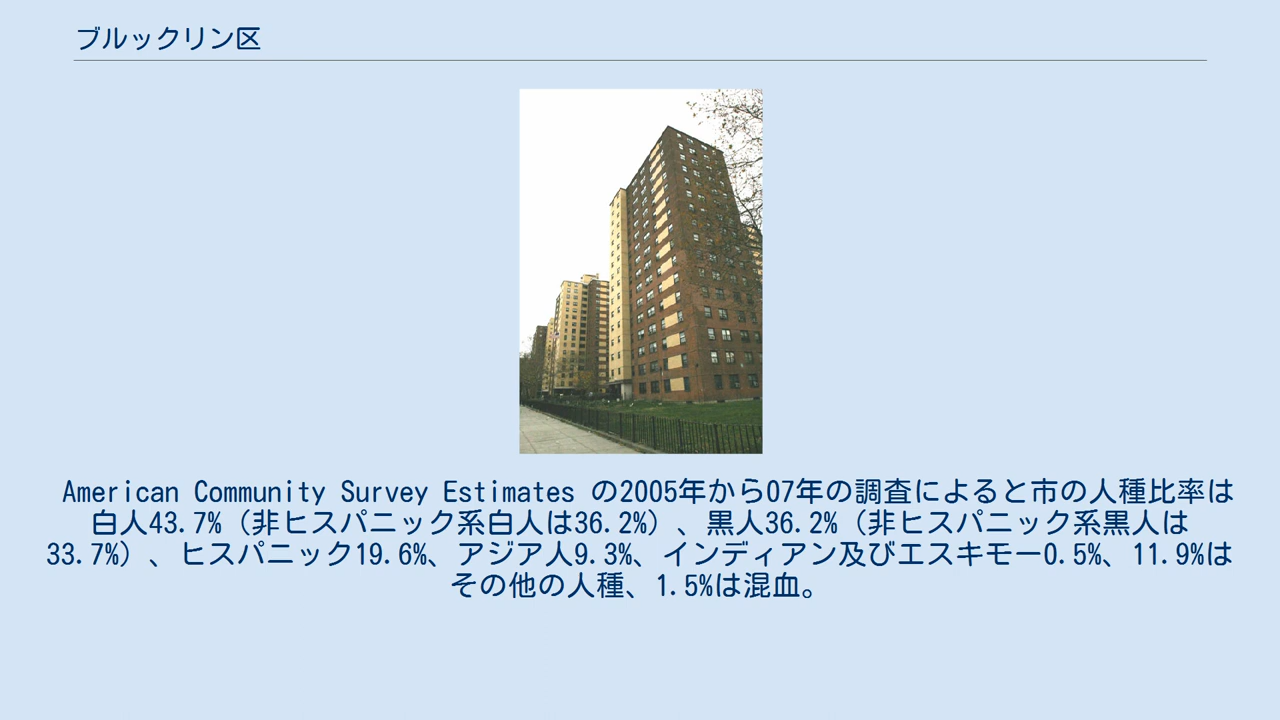 ブルックリン区
American Community Survey Estimates の2005年から07年の調査によると市の人種比率は
白人43.7%（非ヒスパニック系白人は36.2%）、黒人36.2%（非ヒスパニック系黒人は
33.7%）、ヒスパニック19.6%、アジア人9.3%、インディアン及びエスキモー0.5%、11.9%は
その他の人種、1.5%は混血。